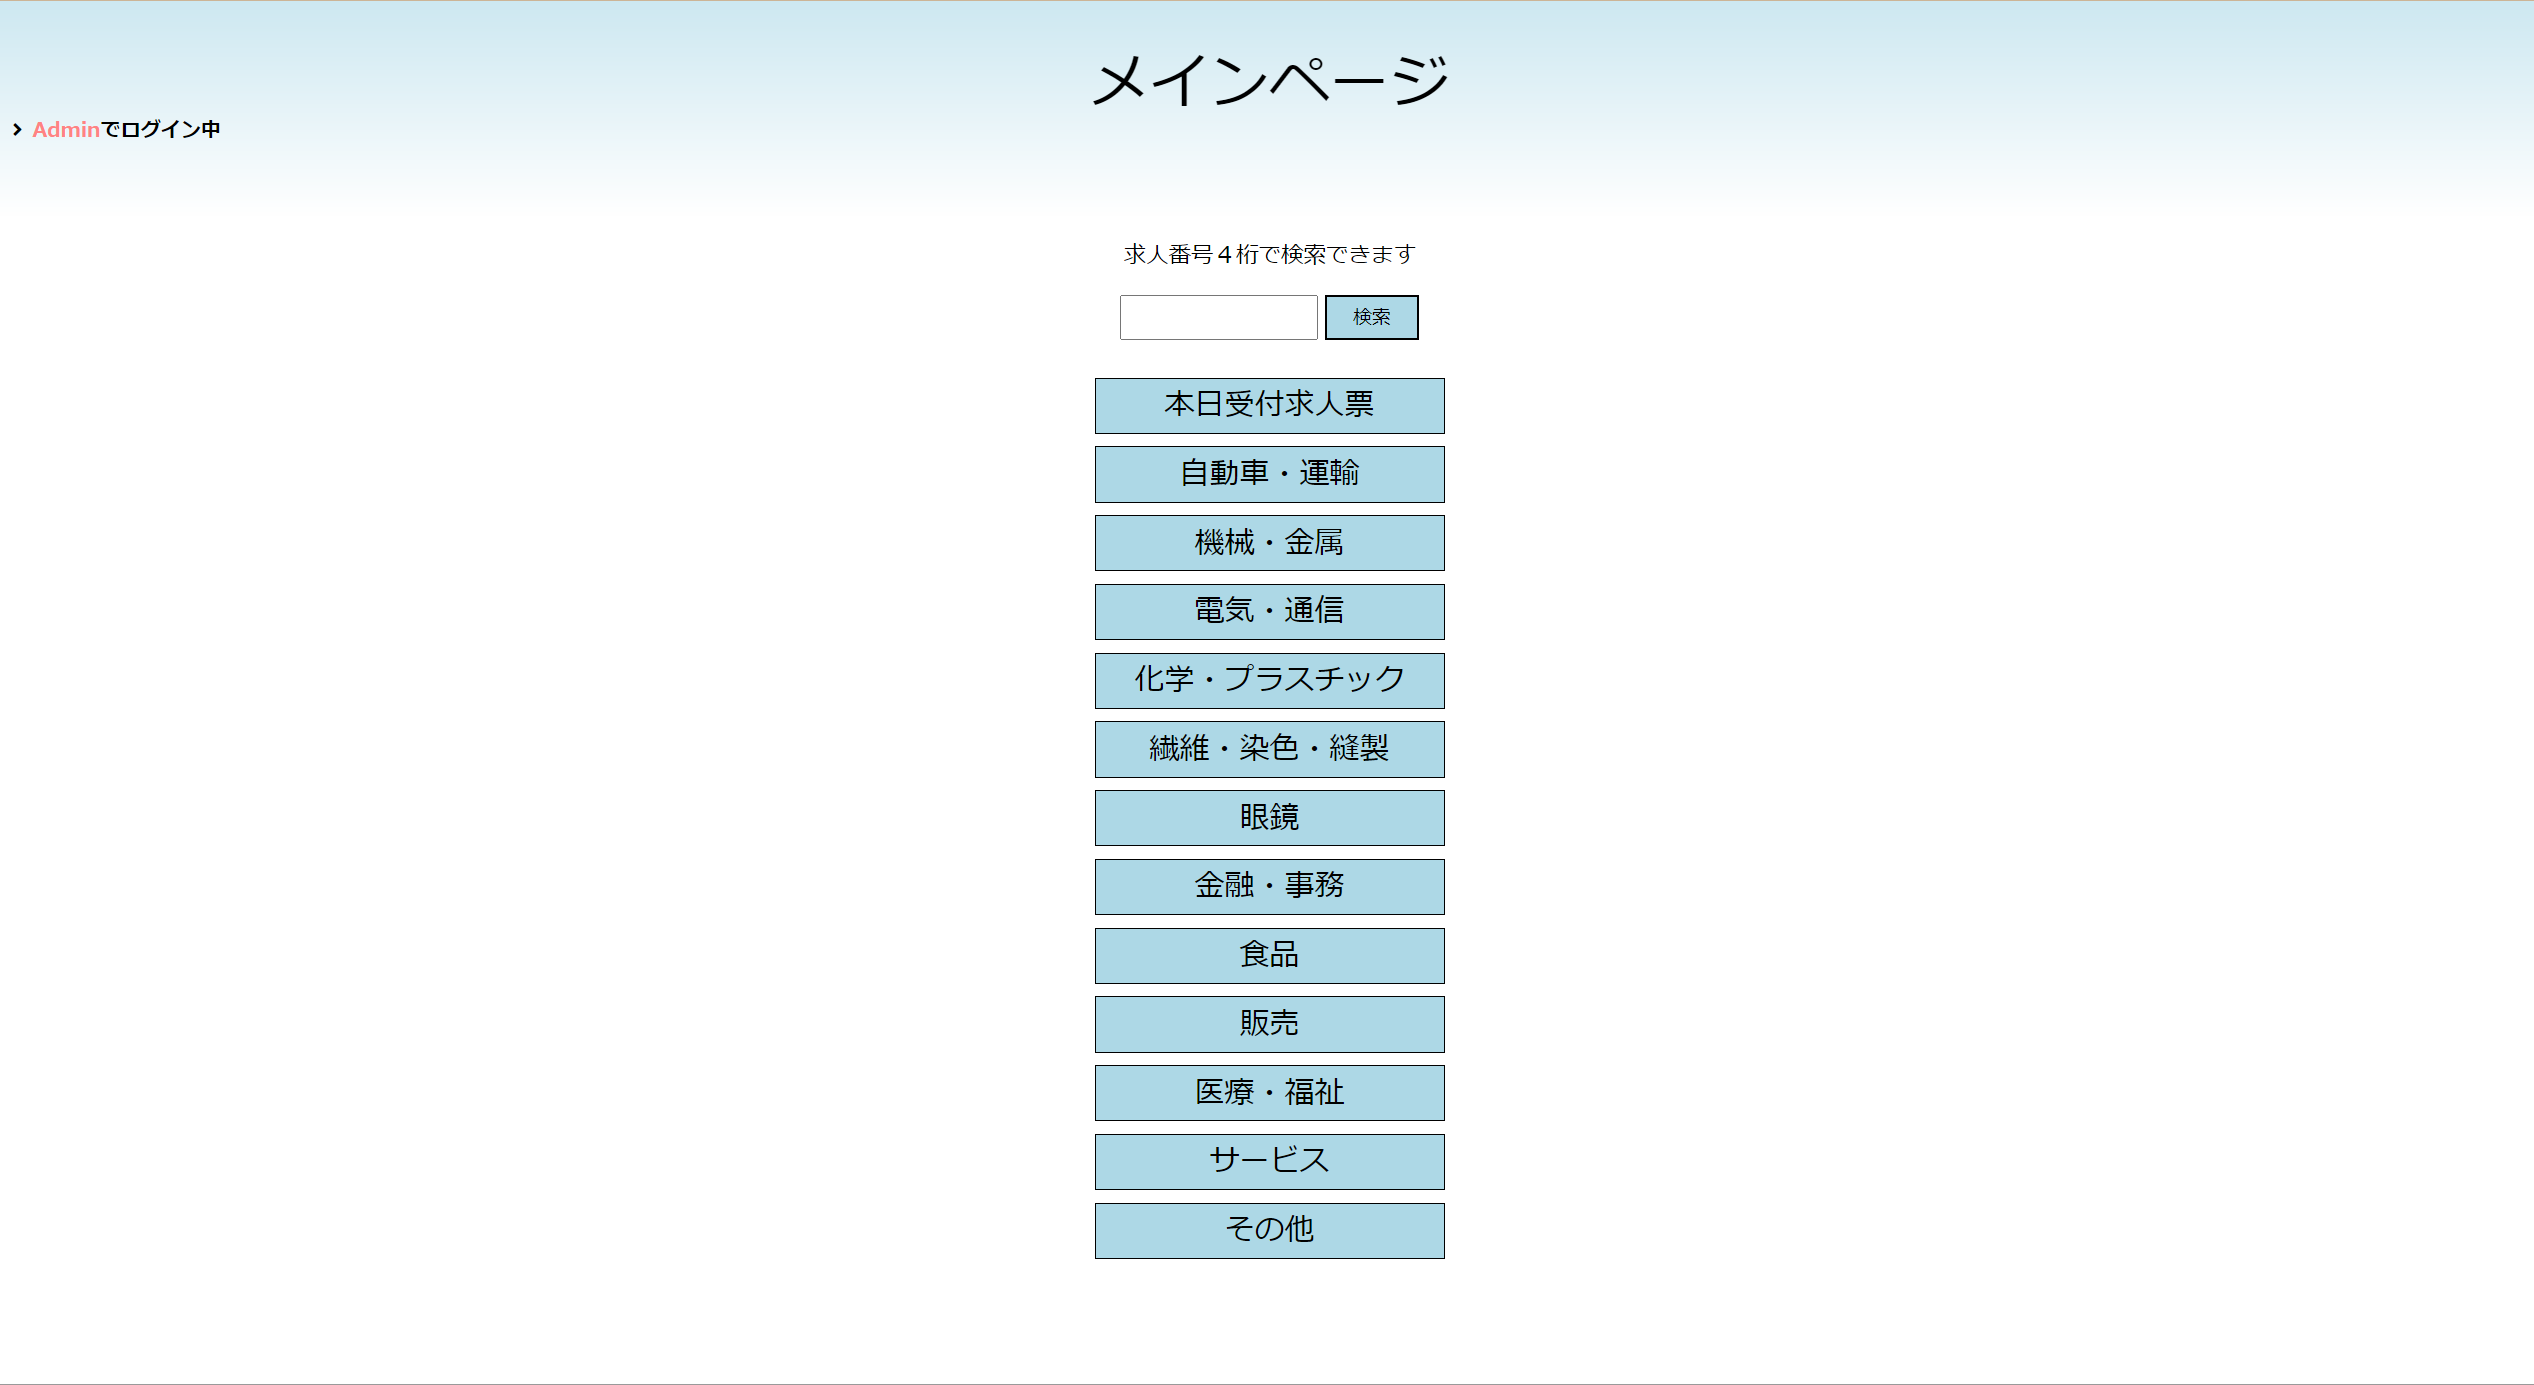 メインページ
Adminでログイン中
求人番号４桁で検索できます
検索
本日受付求人票
自動車・運輸
機械・金属
電気・通信
化学・プラスチック
繊維・染色・縫製
眼鏡
金融・事務
食品
販売
医療・福祉
サービス
その他